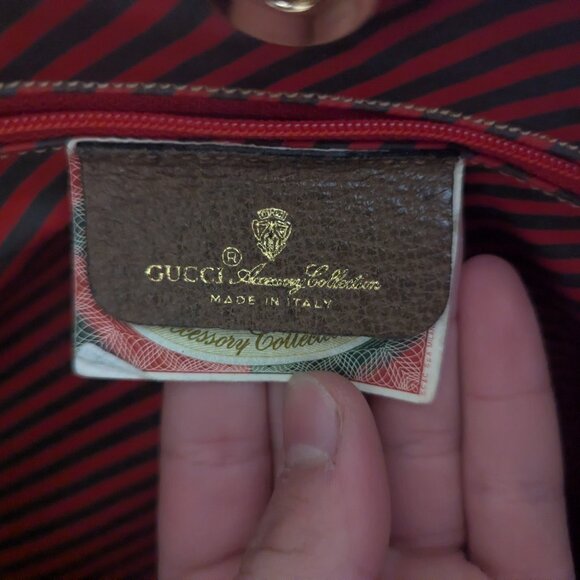 GUCCI ® Accessory Collection
MADE IN ITALY
Accessory Collection